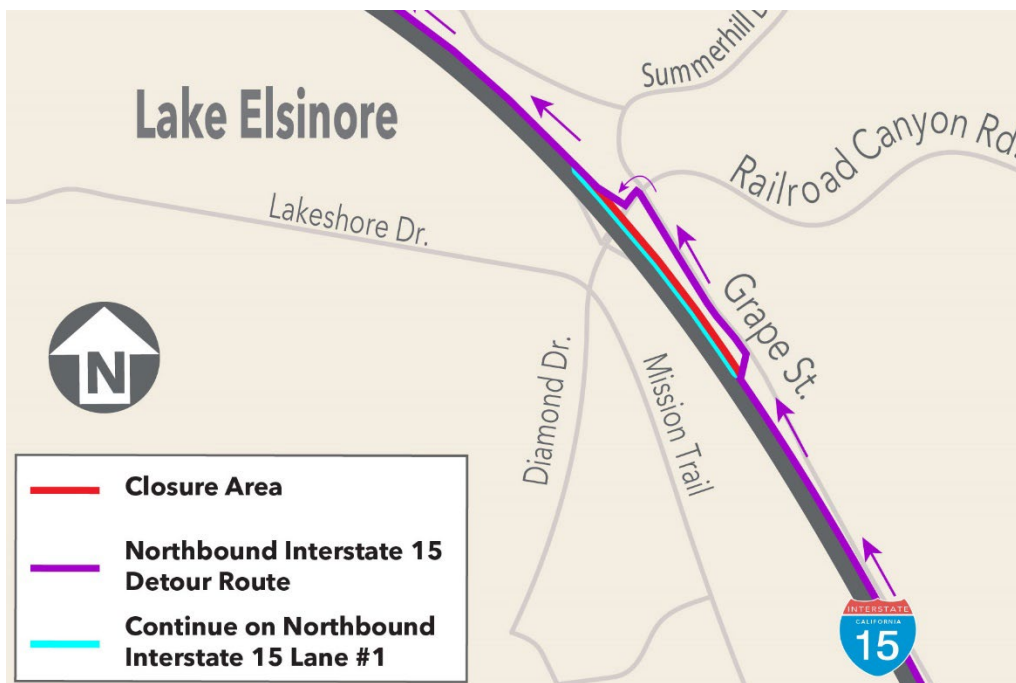 Summerhill
Lake Elsinore
Railroad Canyon Rd.
Lakeshore Dr.
Grape St.
N
Diamond Dr.
Mission Trail
Closure Area
Northbound Interstate 15
Detour Route
Continue on Northbound
Interstate 15 Lane #1
INTERSTATE
CALIFORNIA
15